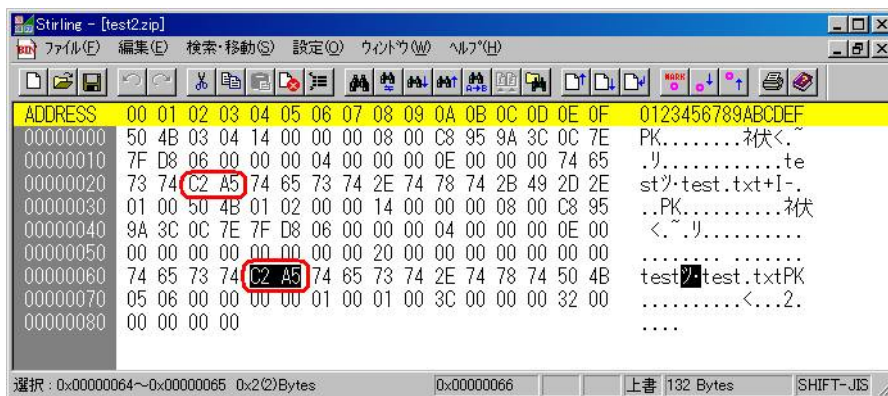 Stirling - [test2.zip]
ファイル(F) 編集(E) 検索・移動(S) 設定(O) ウィンドウ(W) ヘルプ(H)
ADDRESS 00 01 02 03 04 05 06 07 08 09 0A 0B 0C 0D 0E 0F 0123456789ABCDEF
00000000 50 4B 03 04 14 00 00 00 08 00 C8 95 9A 3C 0C 7E PK........ネ伏<.~
00000010 7F D8 06 00 00 00 04 00 00 00 0E 00 00 00 74 65 .リ............te
00000020 73 74 C2 A5 74 65 73 74 2E 74 78 74 2B 49 2D 2E stツ・test.txt+I-.
00000030 01 00 50 4B 01 02 00 00 14 00 00 00 08 00 C8 95 ..PK..........ネ伏
00000040 9A 3C 0C 7E 7F D8 06 00 00 00 04 00 00 00 0E 00 <.~.リ..........
00000050 00 00 00 00 00 00 00 00 20 00 00 00 00 00 00 00 ........ .......
00000060 74 65 73 74 C2 A5 74 65 73 74 2E 74 78 74 50 4B testツ・test.txtPK
00000070 05 06 00 00 00 00 01 00 01 00 3C 00 00 00 32 00 ..........<...2.
00000080 00 00 00 00 ....
選択 : 0x00000064～0x00000065 0x2(2)Bytes 0x00000066 上書 132 Bytes SHIFT-JIS